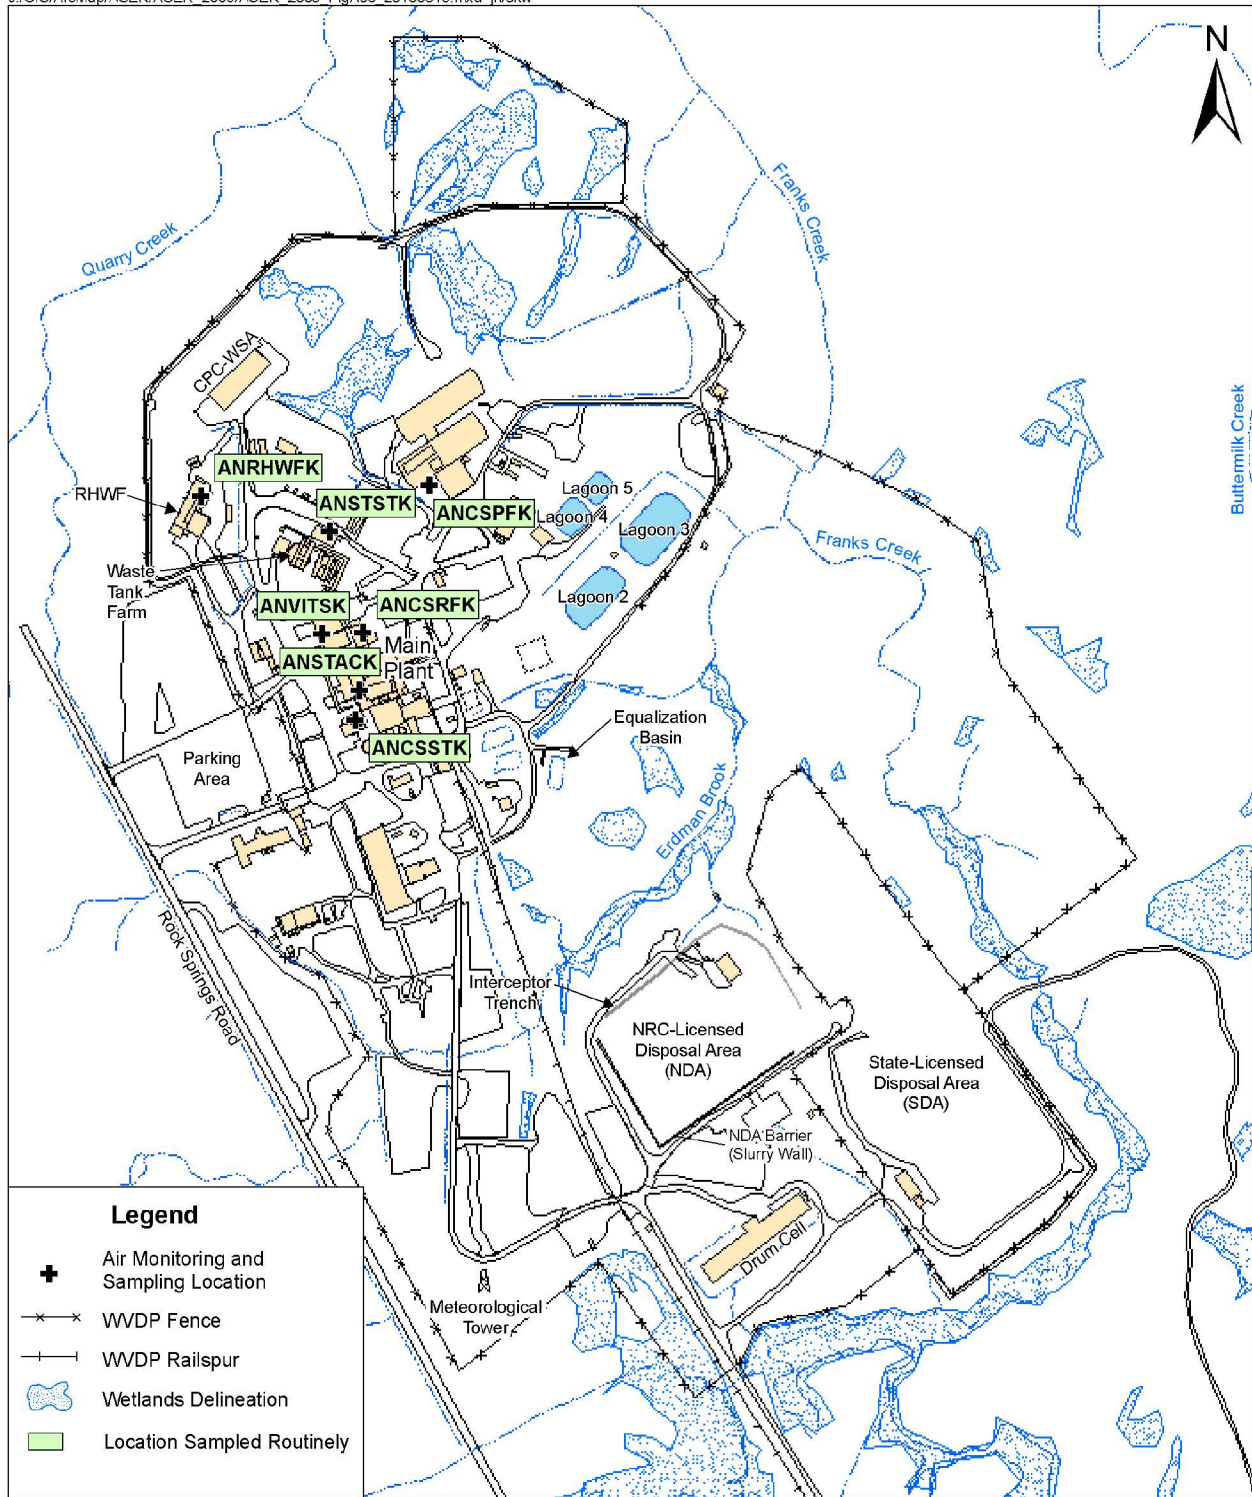 N
Franks Creek
Quarry Creek
CPC-WSA
Buttermilk Creek
ANRHWFK
RHWF
ANSTSTK
ANCSPFK
Lagoon 5
Lagoon 4
Lagoon 3
Franks Creek
Waste
Tank
Farm
Lagoon 2
ANVITSK
ANCSRFK
Main
Plant
ANSTACK
Equalization
Basin
ANCSSTK
Parking
Area
Erdman Brook
Rock Springs Road
Interceptor
Trench
NRC-Licensed
Disposal Area
(NDA)
State-Licensed
Disposal Area
(SDA)
NDA Barrier
(Slurry Wall)
Drum Cell
Meteorological
Tower
Legend
Air Monitoring and
Sampling Location
WVDP Fence
WVDP Railspur
Wetlands Delineation
Location Sampled Routinely